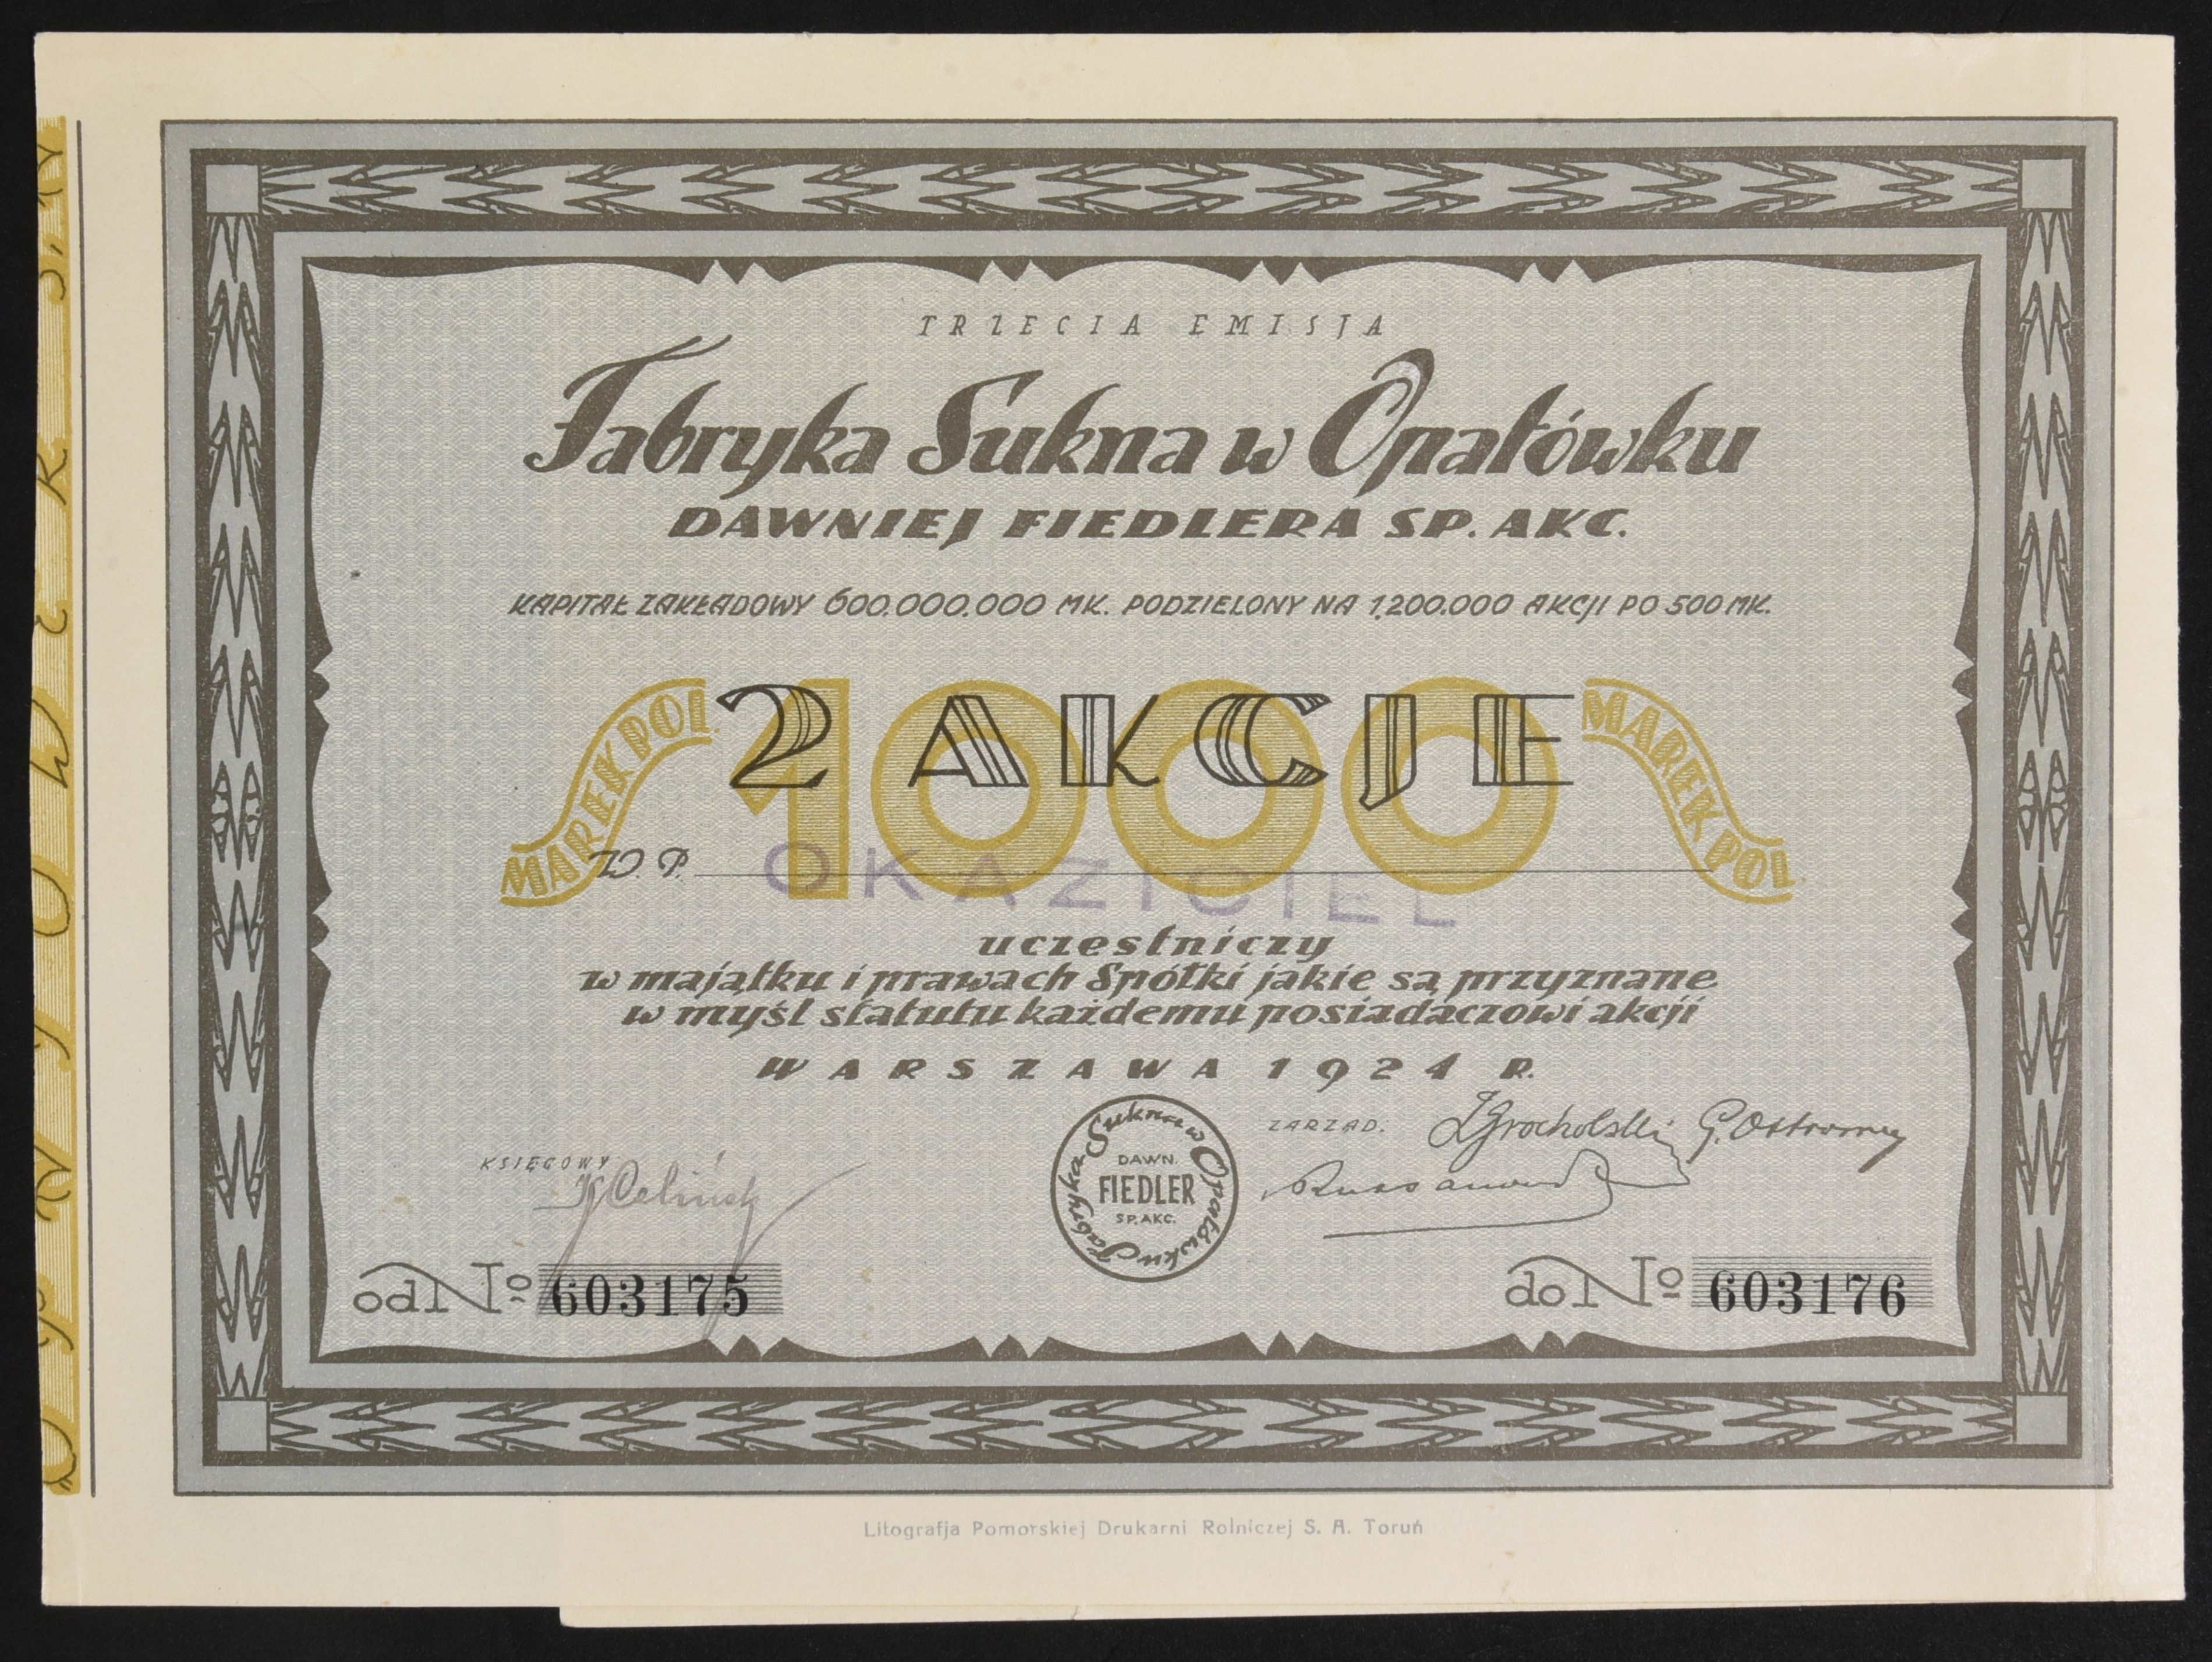 TRZECIA EMISJA
Fabryka Sukna w Opatówku
DAWNIEJ FIEDLERA SP. AKC.
KAPITAŁ ZAKŁADOWY 600.000.000 MK. PODZIELONY NA 1.200.000 AKCJI PO 500 MK.
MAREK POL. 1000 MAREK POL.
2 AKCJE
W. P.
OKAZICIEL
uczestniczy
w majątku i prawach Spółki jakie są przyznane
w myśl statutu każdemu posiadaczowi akcji
WARSZAWA 1924 R.
KSIĘGOWY
ZARZĄD:
Fabryka Sukna w Opatówku
DAWN.
FIEDLER
SP. AKC.
od No 603175
do No 603176
Litografja Pomorskiej Drukarni Rolniczej S. A. Toruń